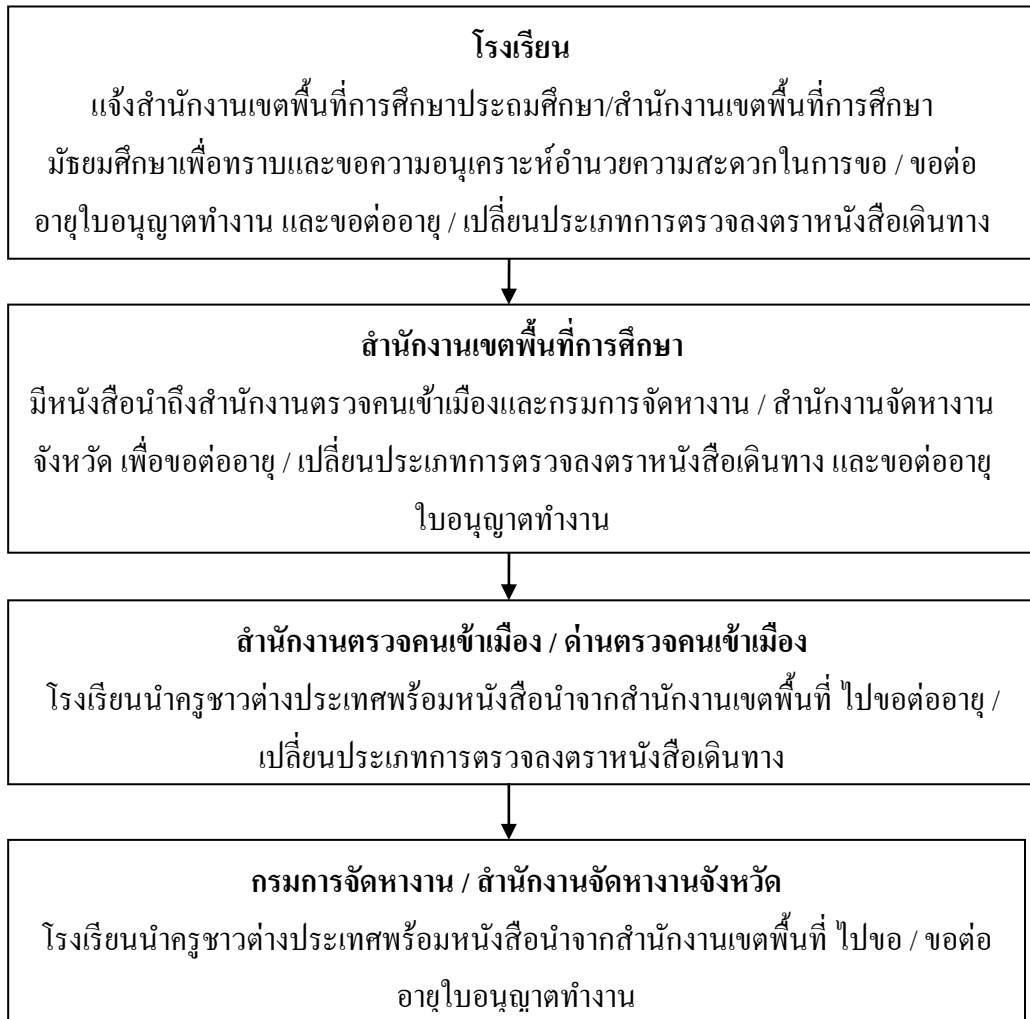 โรงเรียน
แจ้งสำนักงานเขตพื้นที่การศึกษาประถมศึกษา/สำนักงานเขตพื้นที่การศึกษา
มัธยมศึกษาเพื่อทราบและขอความอนุเคราะห์อำนวยความสะดวกในการขอ / ขอต่อ
อายุใบอนุญาตทำงาน และขอต่ออายุ / เปลี่ยนประเภทการตรวจลงตราหนังสือเดินทาง
สำนักงานเขตพื้นที่การศึกษา
มีหนังสือนำถึงสำนักงานตรวจคนเข้าเมืองและกรมการจัดหางาน / สำนักงานจัดหางาน
จังหวัด เพื่อขอต่ออายุ / เปลี่ยนประเภทการตรวจลงตราหนังสือเดินทาง และขอต่ออายุ
ใบอนุญาตทำงาน
สำนักงานตรวจคนเข้าเมือง / ด่านตรวจคนเข้าเมือง
โรงเรียนนำครูชาวต่างประเทศพร้อมหนังสือนำจากสำนักงานเขตพื้นที่ ไปขอต่ออายุ /
เปลี่ยนประเภทการตรวจลงตราหนังสือเดินทาง
กรมการจัดหางาน / สำนักงานจัดหางานจังหวัด
โรงเรียนนำครูชาวต่างประเทศพร้อมหนังสือนำจากสำนักงานเขตพื้นที่ ไปขอ / ขอต่อ
อายุใบอนุญาตทำงาน